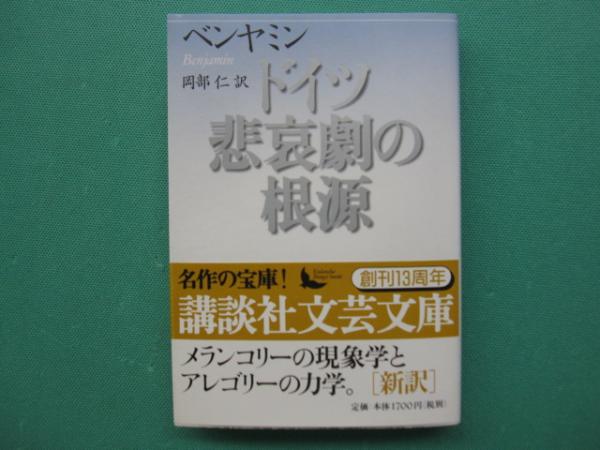 ベンヤミン
Benjamin
岡部 仁 訳
ドイツ
悲哀劇の
根源
名作の宝庫!
創刊13周年
講談社文芸文庫
メランコリーの現象学と
アレゴリーの力学。[新訳]
定価:本体1700円(税別)